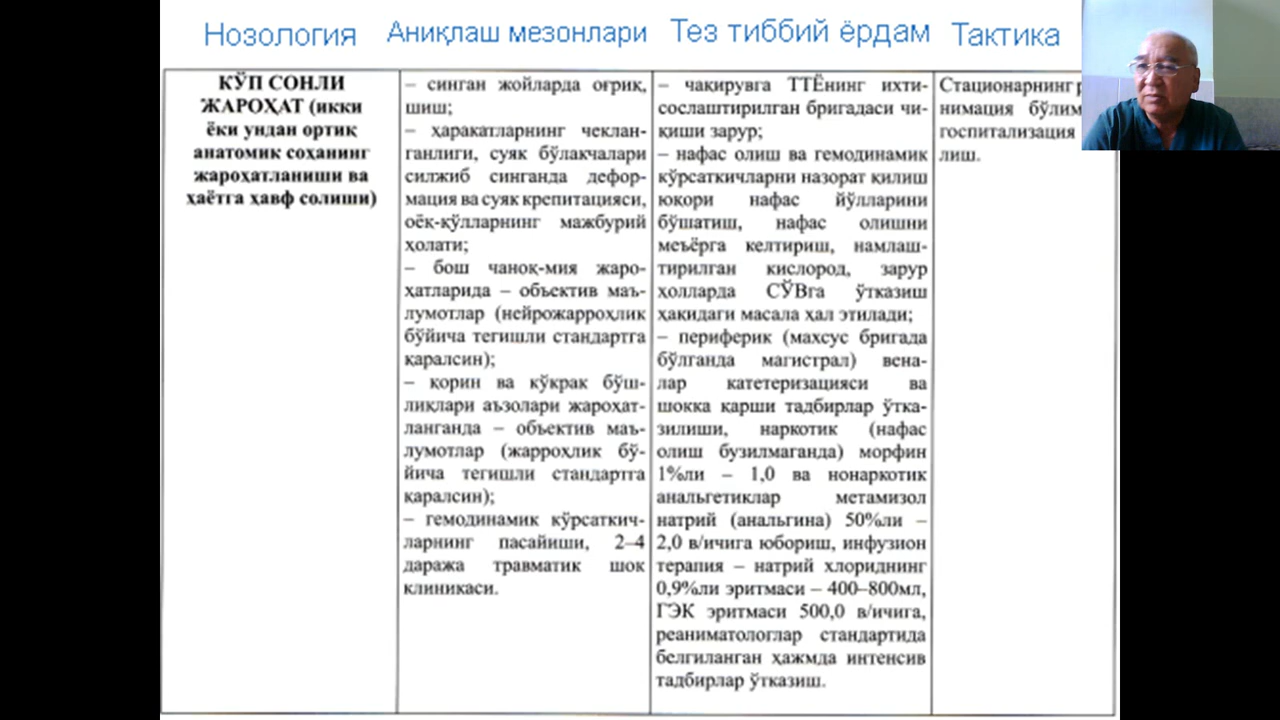 Нозология
Аниқлаш мезонлари
Тез тиббий ёрдам
Тактика
КЎП СОНЛИ
ЖАРОҲАТ (икки
ёки ундан ортиқ
анатомик соҳанинг
жароҳатланиши ва
ҳаётга ҳавф солиши)
– синган жойларда оғриқ,
шиш;
– ҳаракатларнинг чеклан-
ганлиги, суяк бўлакчалари
силжиб синганда дефор-
мация ва суяк крепитацияси,
оёқ-қўлларнинг мажбурий
ҳолати;
– бош чаноқ-мия жаро-
ҳатларида – объектив маъ-
лумотлар (нейрожарроҳлик
бўйича тегишли стандартга
қаралсин);
– қорин ва кўкрак бўш-
лиқлари аъзолари жароҳат-
ланганда – объектив маъ-
лумотлар (жарроҳлик бў-
йича тегишли стандартга
қаралсин);
– гемодинамик кўрсаткич-
ларнинг пасайиши, 2–4
даража травматик шок
клиникаси.
– чақирувга ТТЁнинг ихти-
сослаштирилган бригадаси чи-
қиши зарур;
– нафас олиш ва гемодинамик
кўрсаткичларни назорат қилиш
юқори нафас йўлларини
бўшатиш, нафас олишни
меъёрга келтириш, намлаш-
тирилган кислород, зарур
ҳолларда СЎВга ўтказиш
ҳақидаги масала ҳал этилади;
– периферик (махсус бригада
бўлганда магистрал) вена-
лар катетеризацияси ва
шокка қарши тадбирлар ўтка-
зилиши, наркотик (нафас
олиш бузилмаганда) морфин
1%ли – 1,0 ва нонаркотик
анальгетиклар метамизол
натрий (анальгина) 50%ли –
2,0 в/ичига юбориш, инфузион
терапия – натрий хлориднинг
0,9%ли эритмаси – 400–800мл,
ГЭК эритмаси 500,0 в/ичига,
реаниматологлар стандартида
белгиланган ҳажмда интенсив
тадбирлар ўтказиш.
Стационарнинг
нимация бўлим
госпитализация
лиш.